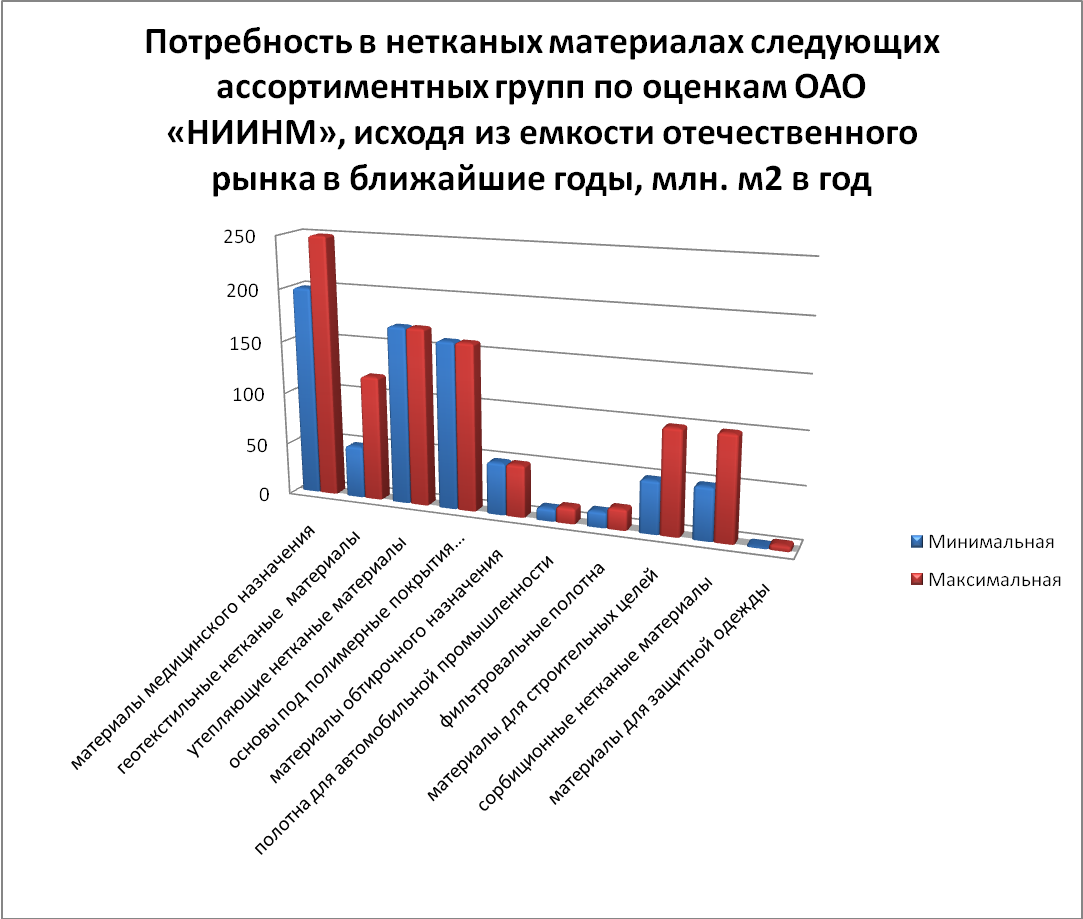 Потребность в нетканых материалах следующих
ассортиментных групп по оценкам ОАО
«НИИНМ», исходя из емкости отечественного
рынка в ближайшие годы, млн. м2 в год
250
200
150
100
50
0
материалы медицинского назначения
геотекстильные нетканые материалы
утепляющие нетканые материалы
основы под полимерные покрытия...
материалы обтирочного назначения
полотна для автомобильной промышленности
фильтровальные полотна
материалы для строительных целей
сорбиционные нетканые материалы
материалы для защитной одежды
Минимальная
Максимальная